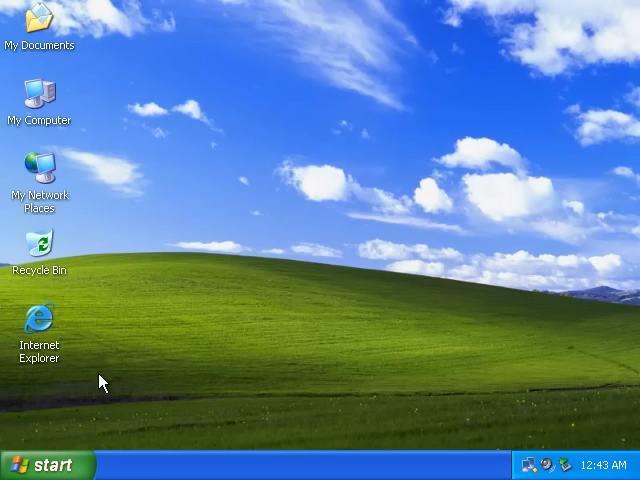 My Documents
My Computer
My Network
Places
Recycle Bin
Internet
Explorer
start
12:43 AM